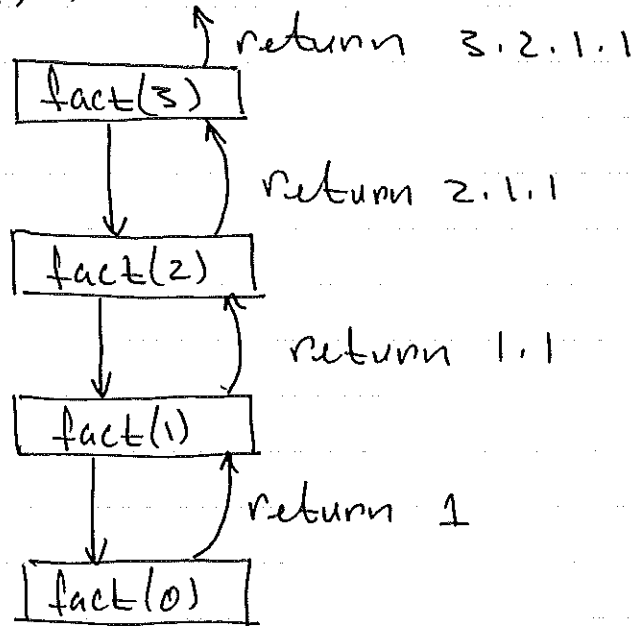 return 3.2.1.1
fact(3)
return 2.1.1
fact(2)
return 1.1
fact(1)
return 1
fact(0)